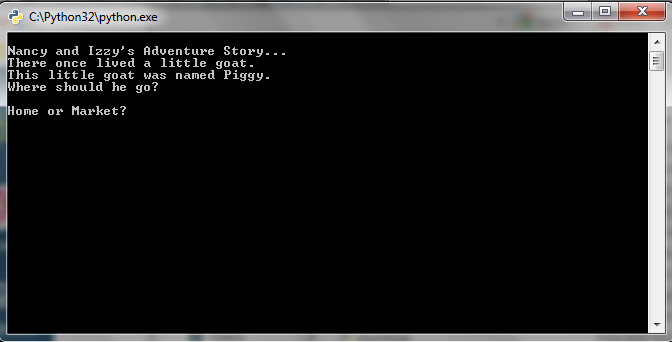 C:\Python32\python.exe
Nancy and Izzy's Adventure Story...
There once lived a little goat.
This little goat was named Piggy.
Where should he go?
Home or Market?